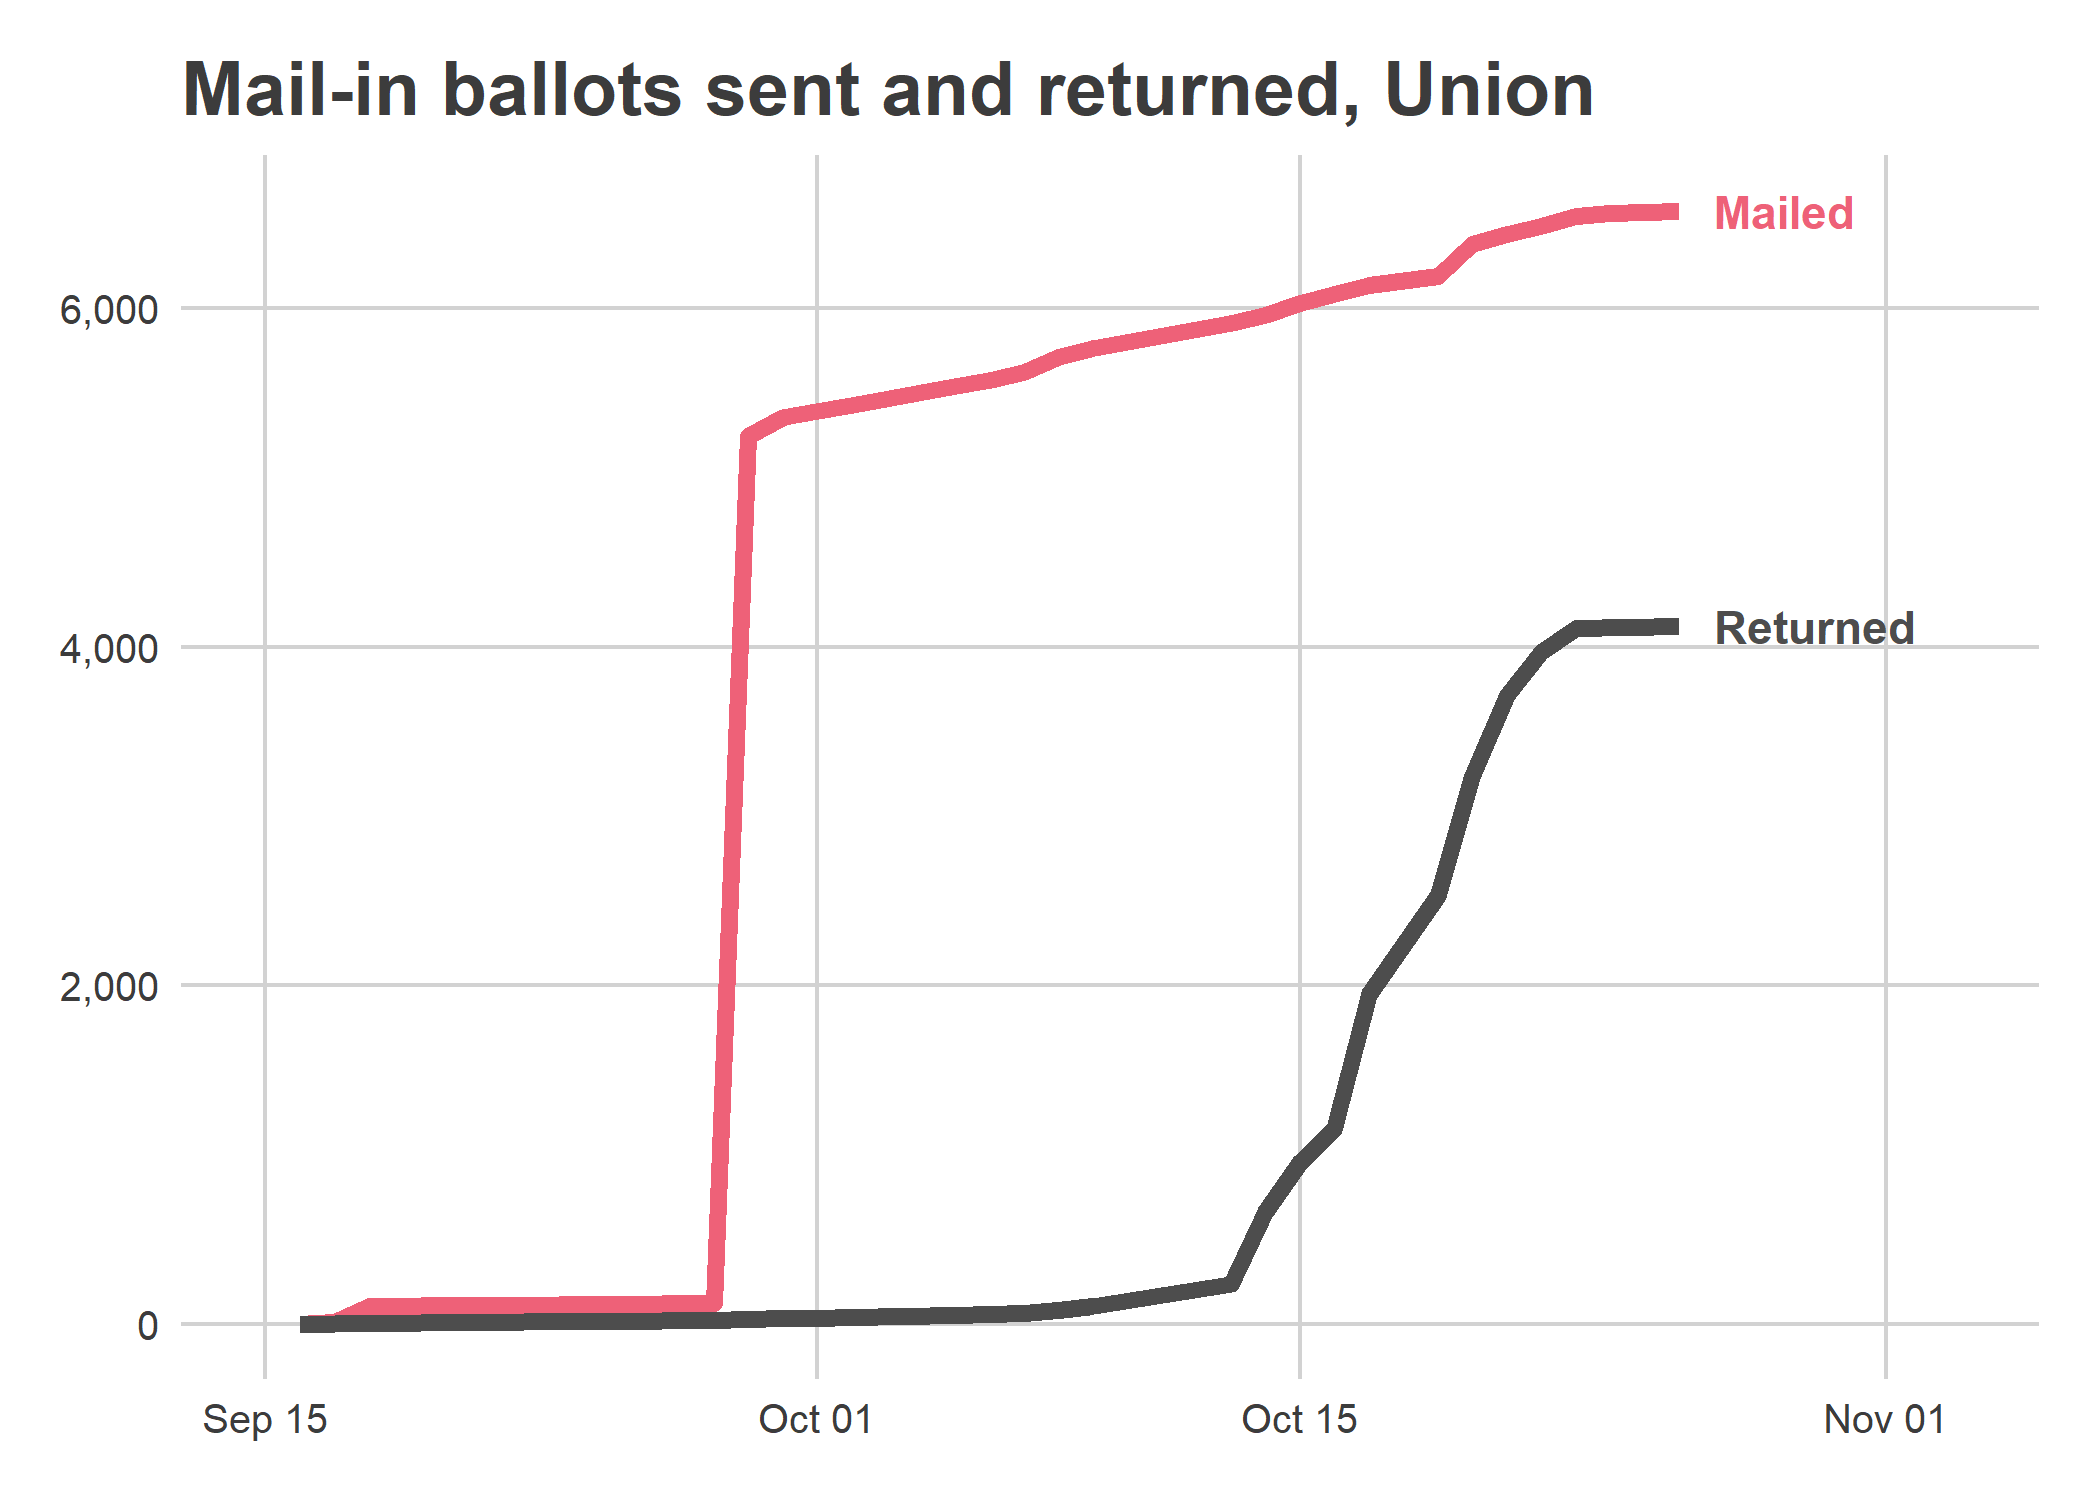 Mail-in ballots sent and returned, Union
Mailed
6,000
Returned
4,000
2,000
0
Sep 15
Oct 01
Oct 15
Nov 01